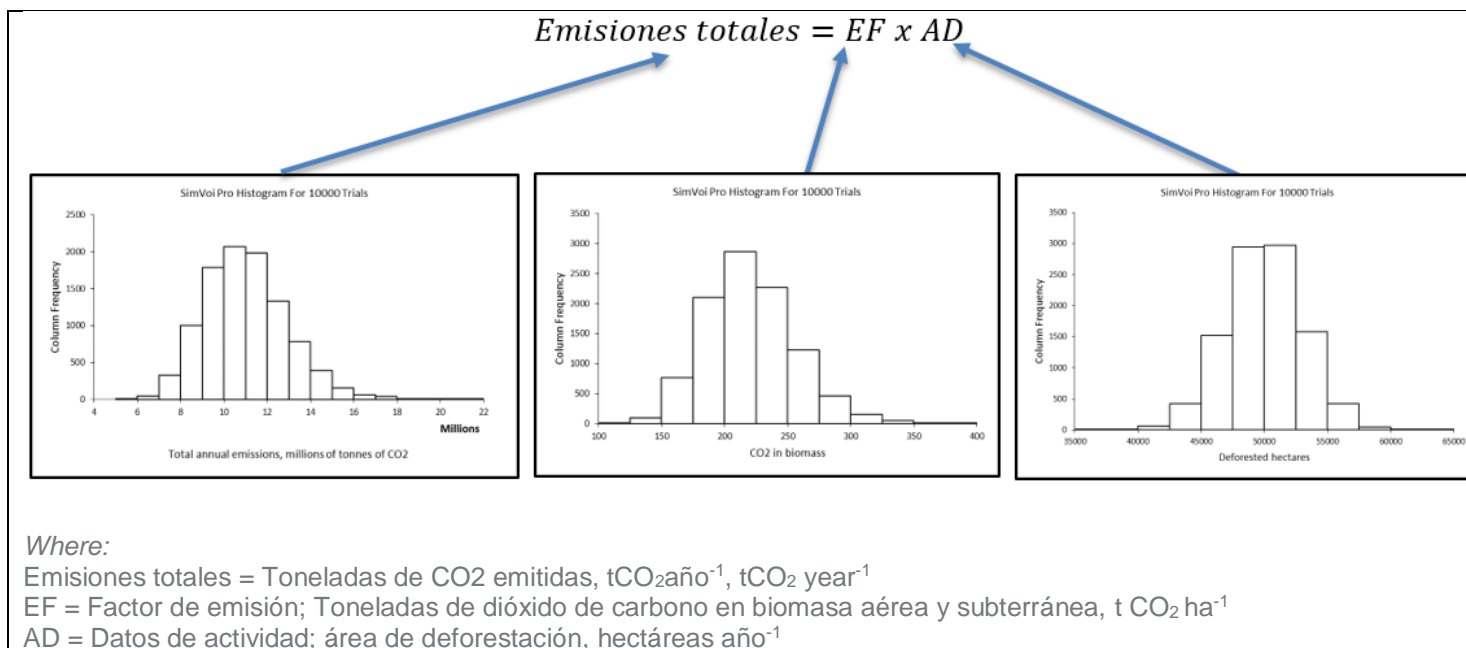 Emisiones totales = EF x AD
SimVoi Pro Histogram For 10000 Trials
2500
2000
1500
1000
500
0
Column Frequency
4 6 8 10 12 14 16 18 20 22
Millions
Total annual emissions, millions of tonnes of CO2
SimVoi Pro Histogram For 10000 Trials
3500
3000
2500
2000
1500
1000
500
0
Column Frequency
100 150 200 250 300 350 400
CO2 in biomass
SimVoi Pro Histogram For 10000 Trials
3500
3000
2500
2000
1500
1000
500
0
Column Frequency
35000 40000 45000 50000 55000 60000 65000
Deforested hectares
Where:
Emisiones totales = Toneladas de CO2 emitidas, tCO₂año⁻¹, tCO₂ year⁻¹
EF = Factor de emisión; Toneladas de dióxido de carbono en biomasa aérea y subterránea, t CO₂ ha⁻¹
AD = Datos de actividad; área de deforestación, hectáreas año⁻¹